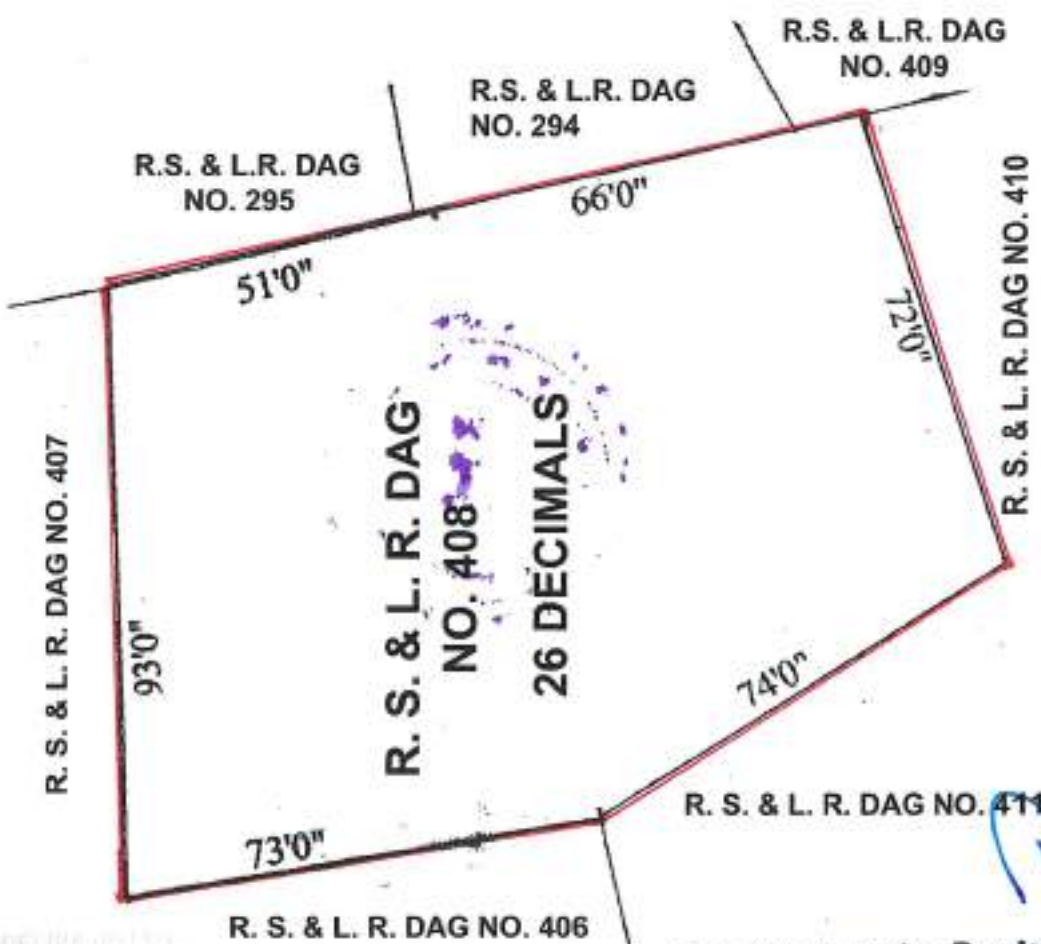 R.S. & L.R. DAG
NO. 409
R.S. & L.R. DAG
NO. 294
R.S. & L.R. DAG
NO. 295
66'0"
51'0"
R. S. & L. R. DAG NO. 410
72'0"
R. S. & L. R. DAG NO. 407
93'0"
R. S. & L. R. DAG
NO. 408
26 DECIMALS
74'0"
R. S. & L. R. DAG NO. 411
73'0"
R. S. & L. R. DAG NO. 406